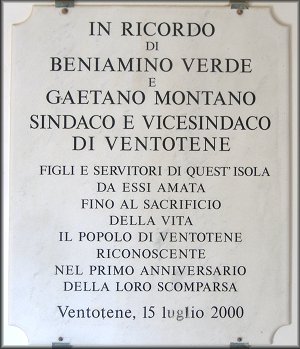 IN RICORDO
DI
BENIAMINO VERDE
E
GAETANO MONTANO
SINDACO E VICESINDACO
DI VENTOTENE
FIGLI E SERVITORI DI QUEST'ISOLA
DA ESSI AMATA
FINO AL SACRIFICIO
DELLA VITA
IL POPOLO DI VENTOTENE
RICONOSCENTE
NEL PRIMO ANNIVERSARIO
DELLA LORO SCOMPARSA
Ventotene, 15 luglio 2000